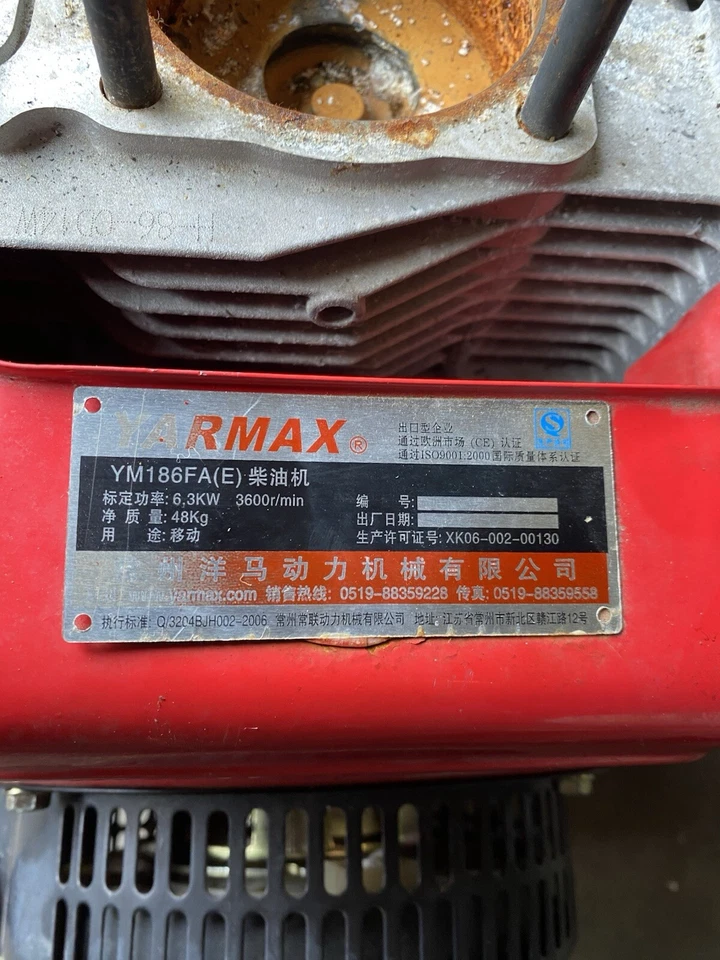 YARMAX®
出口型企业
通过欧洲市场 (CE) 认证
通过ISO9001:2000国际质量体系认证
YM186FA(E) 柴油机
标定功率: 6.3KW 3600r/min
编 号:
净 质 量: 48Kg
出厂日期:
用 途: 移动
生产许可证号: XK06-002-00130
州洋马动力机械有限公司
www.yarmax.com 销售热线: 0519-88359228 传真: 0519-88359558
执行标准: Q/3204BJH002-2006 常州常联动力机械有限公司 地址: 江苏省常州市新北区赣江路12号